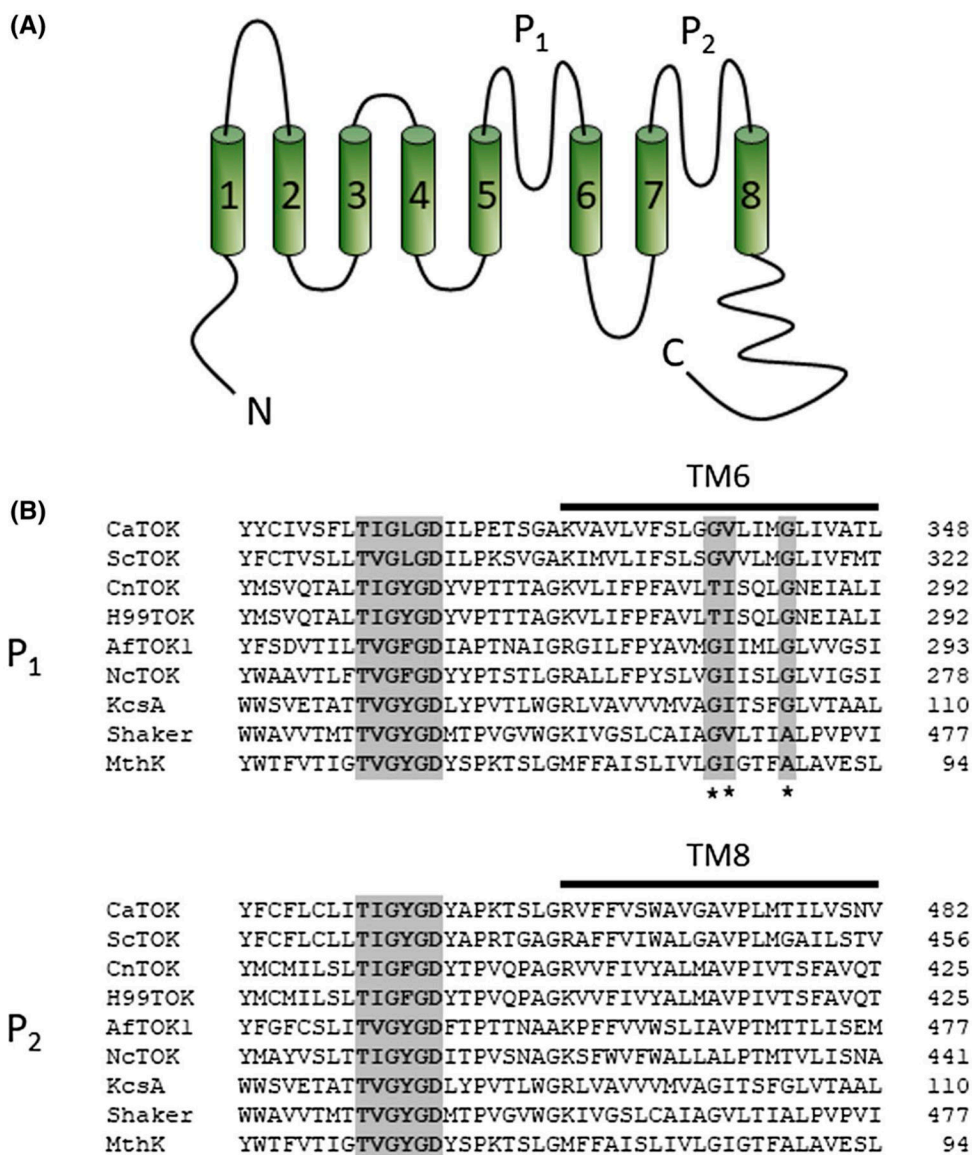 (A)
P1
P2
1 2 3 4 5 6 7 8
N
C
(B)
TM6
CaTOK YYCIVSFLTIGLGDILPETSGAKVAVLVFSLGGVLIMGLIVATL 348
ScTOK YFCTVSLLTVGLGDILPKSVGAKIMVLIFSLSGVVLMGLIVFMT 322
CnTOK YMSVQTALTIGYGDYVPTTTAGKVLIFPFAVLTISQLGNEIALI 292
H99TOK YMSVQTALTIGYGDYVPTTTAGKVLIFPFAVLTISQLGNEIALI 292
P1
AfTOK1 YFSDVTILTVGFGDIAPTNAIGRGILFPYAVMGIIMLGLVVGSI 293
NcTOK YWAAVTLFTVGFGDYYPTSTLGRALLFPYSLVGIISLGLVIGSI 278
KcsA WWSVETATTVGYGDLYPVTLWGRLVAVVVMVAGITSFGLVTAAL 110
Shaker WWAVVTMTTVGYGDMTPVGVWGKIVGSLCAIAGVLTIALPVPVI 477
MthK YWTFVTIGTVGYGDYSPKTSLGMFFAISLIVLGIGTFALAVESL 94
** *
TM8
CaTOK YFCFLCLITIGYGDYAPKTSLGRVFFVSWAVGAVPLMTILVSNV 482
ScTOK YFCFLCLLTIGYGDYAPRTGAGRAFFVIWALGAVPLMGAILSTV 456
CnTOK YMCMILSLTIGFGDYTPVQPAGRVVFIVYALMAVPIVTSFAVQT 425
H99TOK YMCMILSLTIGFGDYTPVQPAGKVVFIVYALMAVPIVTSFAVQT 425
P2
AfTOK1 YFGFCSLITVGYGDFTPTTNAAKPFFVVWSLIAVPTMTTLISEM 477
NcTOK YMAYVSLTTIGYGDITPVSNAGKSFWVFWALLALPTMTVLISNA 441
KcsA WWSVETATTVGYGDLYPVTLWGRLVAVVVMVAGITSFGLVTAAL 110
Shaker WWAVVTMTTVGYGDMTPVGVWGKIVGSLCAIAGVLTIALPVPVI 477
MthK YWTFVTIGTVGYGDYSPKTSLGMFFAISLIVLGIGTFALAVESL 94